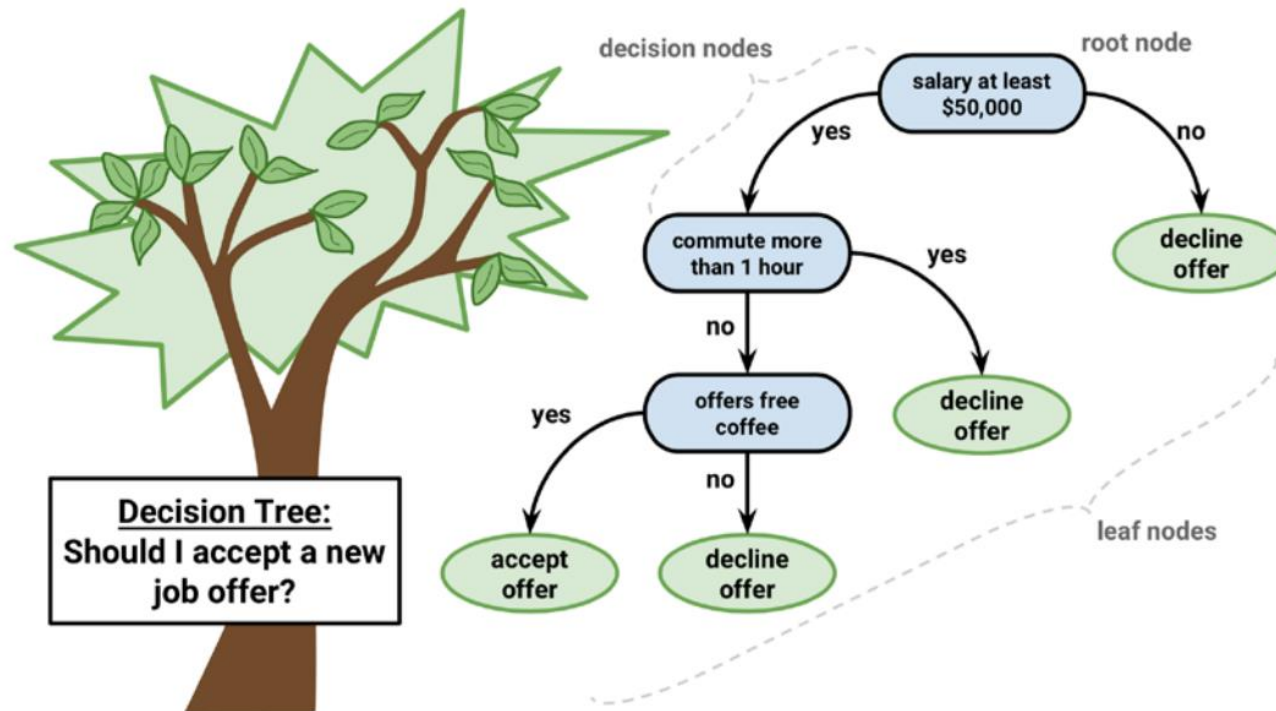 decision nodes
root node
salary at least
$50,000
yes
no
commute more
than 1 hour
yes
decline
offer
no
offers free
coffee
decline
offer
yes
no
Decision Tree:
Should I accept a new
job offer?
accept
offer
decline
offer
leaf nodes